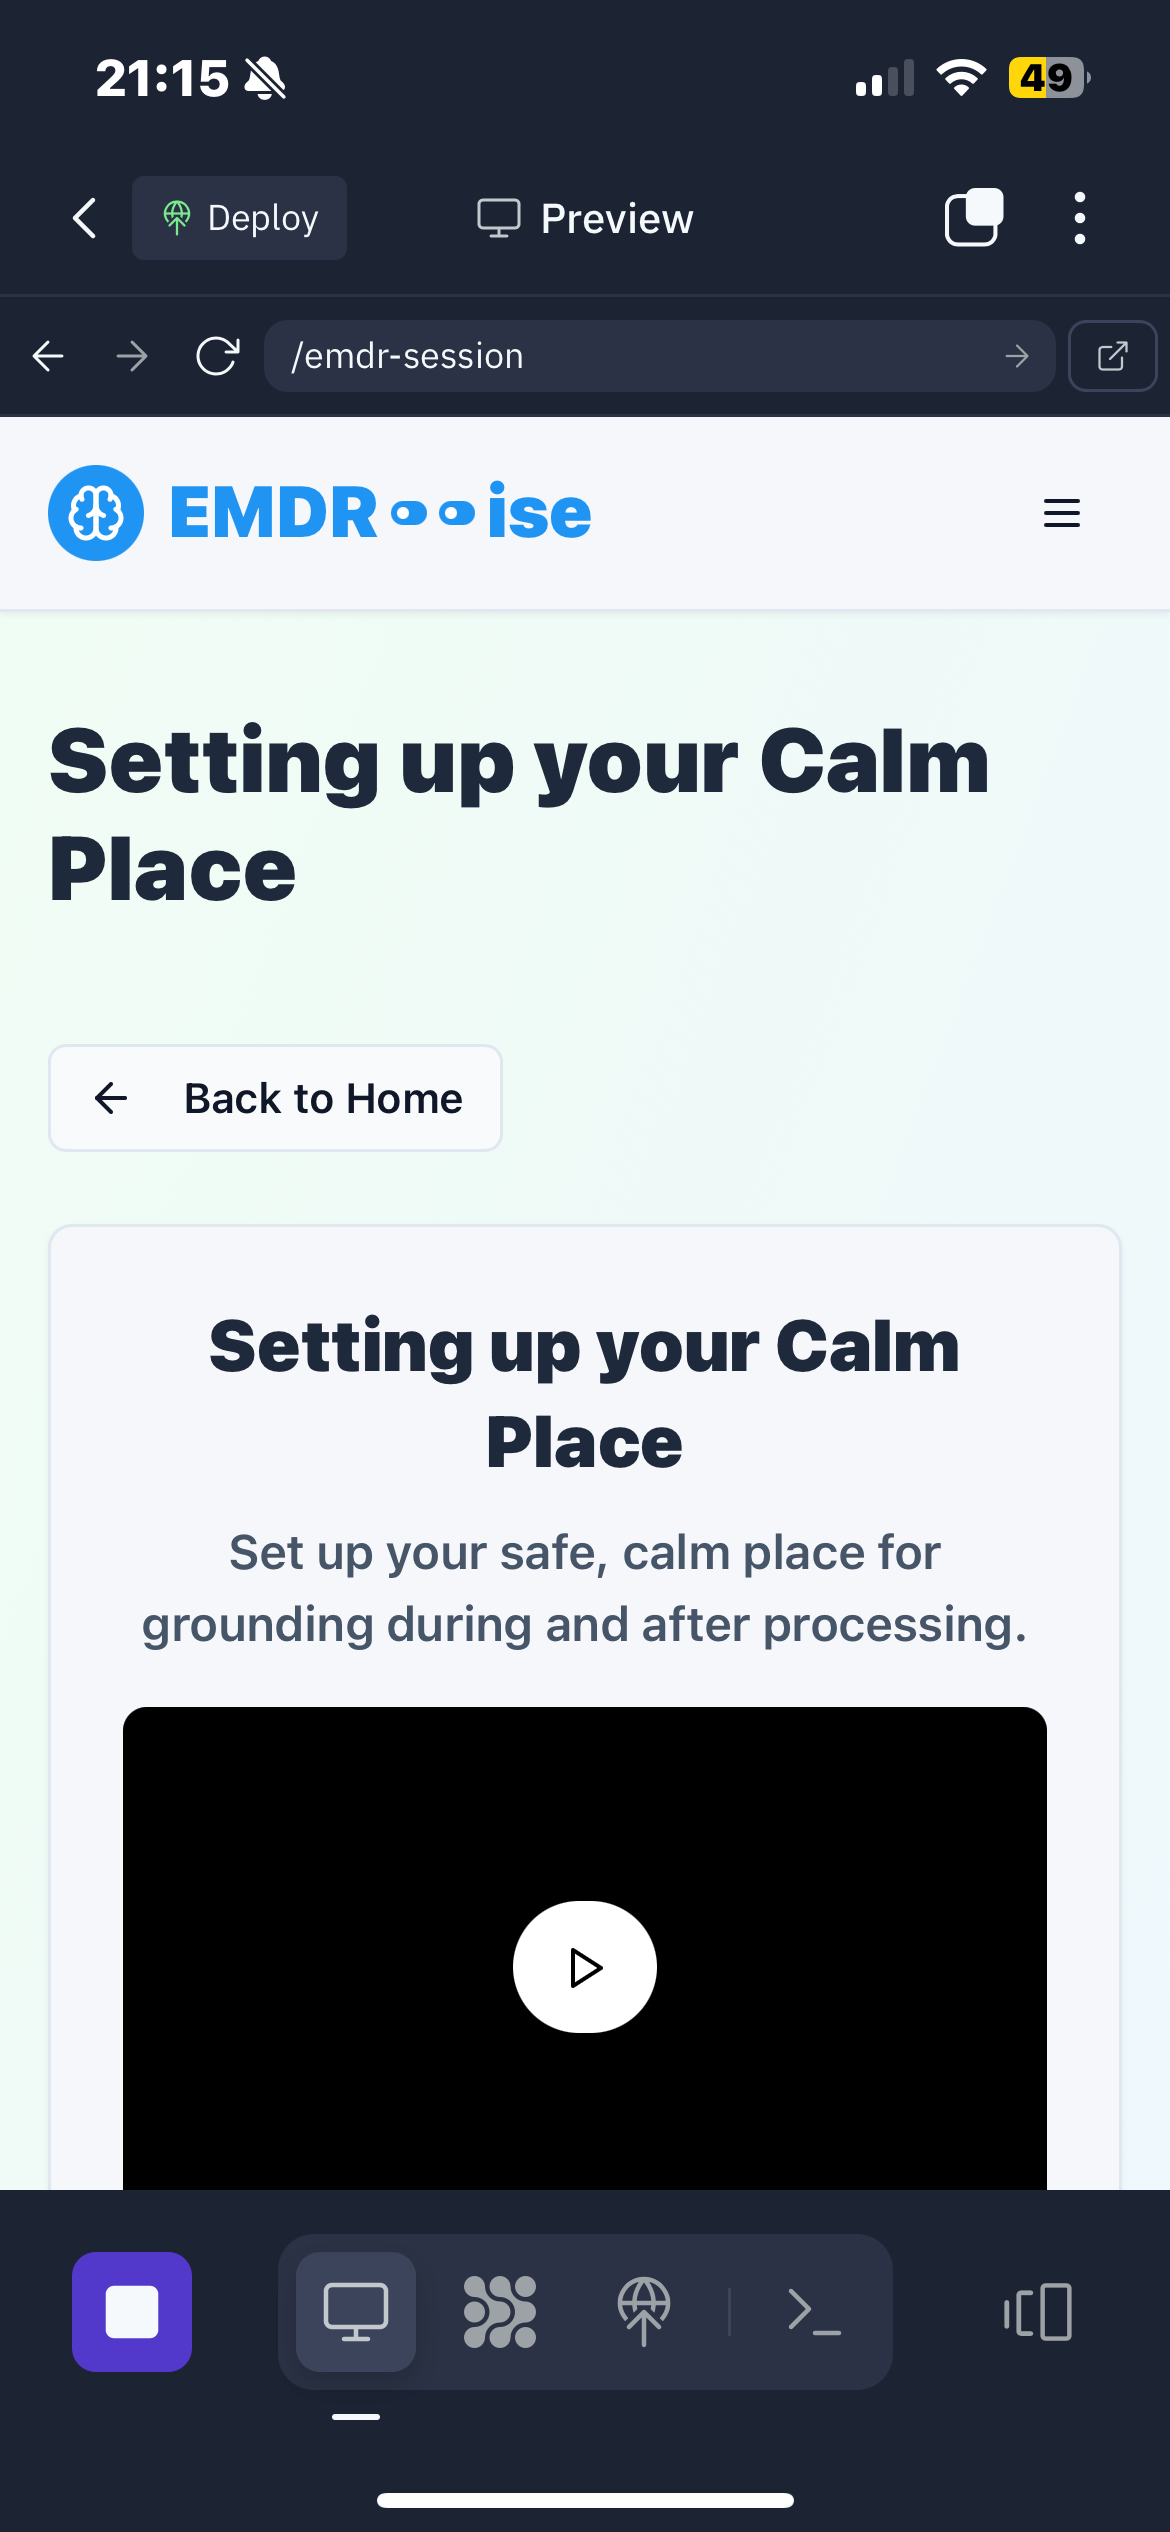 21:15
49
Deploy
Preview
/emdr-session
EMDR ise
Setting up your Calm
Place
Back to Home
Setting up your Calm
Place
Set up your safe, calm place for
grounding during and after processing.